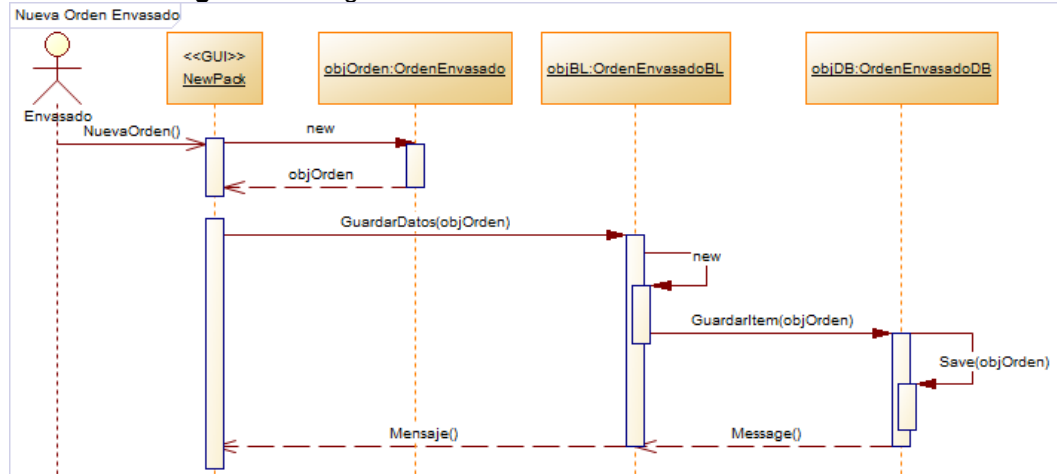 Nueva Orden Envasado
<<GUI>>
NewPack
objOrden:OrdenEnvasado
objBL:OrdenEnvasadoBL
objDB:OrdenEnvasadoDB
Envasado
NuevaOrden()
new
objOrden
GuardarDatos(objOrden)
new
GuardarItem(objOrden)
Save(objOrden)
Mensaje()
Message()